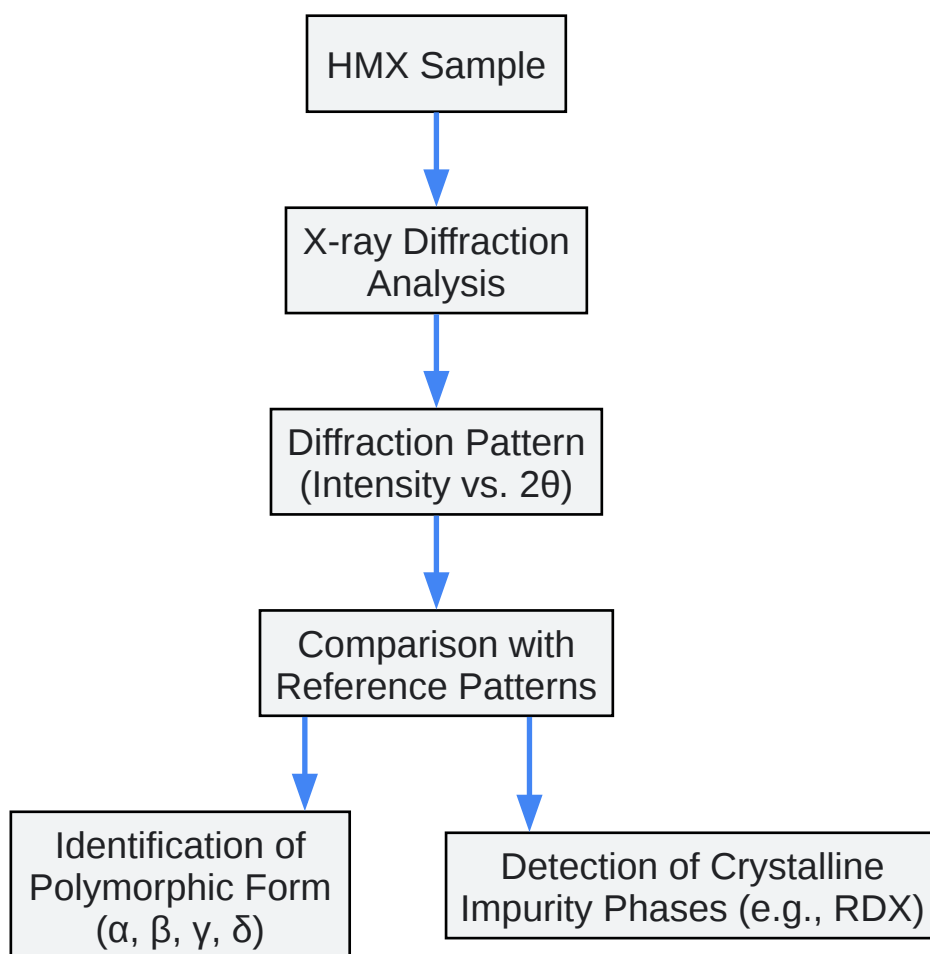 HMX Sample
X-ray Diffraction
Analysis
Diffraction Pattern
(Intensity vs. 2θ)
Comparison with
Reference Patterns
Identification of
Polymorphic Form
(α, β, γ, δ)
Detection of Crystalline
Impurity Phases (e.g., RDX)